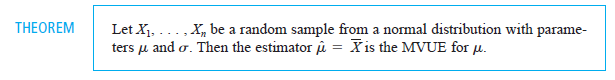 THEOREM
Let X₁, . . . , Xₙ be a random sample from a normal distribution with parame-
ters μ and σ. Then the estimator μ̂ = X̄ is the MVUE for μ.